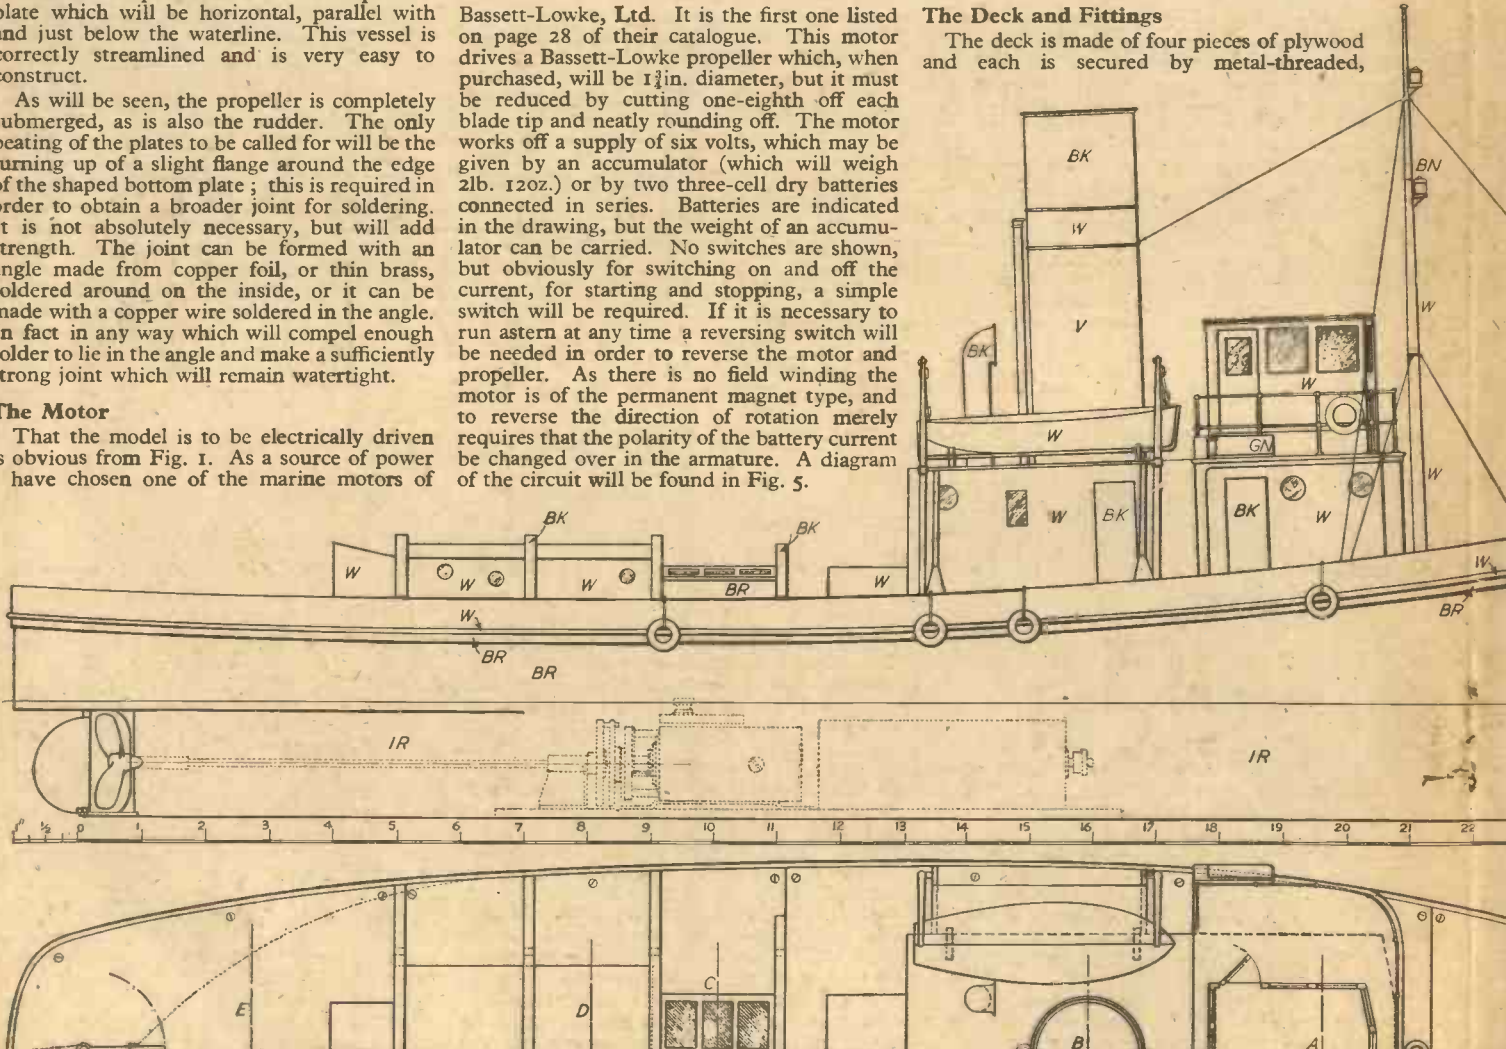 plate which will be horizontal, parallel with
and just below the waterline. This vessel is
correctly streamlined and is very easy to
construct.
As will be seen, the propeller is completely
submerged, as is also the rudder. The only
beating of the plates to be called for will be the
turning up of a slight flange around the edge
of the shaped bottom plate ; this is required in
order to obtain a broader joint for soldering.
It is not absolutely necessary, but will add
strength. The joint can be formed with an
angle made from copper foil, or thin brass,
soldered around on the inside, or it can be
made with a copper wire soldered in the angle.
In fact in any way which will compel enough
solder to lie in the angle and make a sufficiently
strong joint which will remain watertight.
The Motor
That the model is to be electrically driven
is obvious from Fig. 1. As a source of power
I have chosen one of the marine motors of
Bassett-Lowke, Ltd. It is the first one listed
on page 28 of their catalogue. This motor
drives a Bassett-Lowke propeller which, when
purchased, will be in. diameter, but it must
be reduced by cutting one-eighth off each
blade tip and neatly rounding off. The motor
works off a supply of six volts, which may be
given by an accumulator (which will weigh
2lb. 12oz.) or by two three-cell dry batteries
connected in series. Batteries are indicated
in the drawing, but the weight of an accumu-
lator can be carried. No switches are shown,
but obviously for switching on and off the
current, for starting and stopping, a simple
switch will be required. If it is necessary to
run astern at any time a reversing switch will
be needed in order to reverse the motor and
propeller. As there is no field winding the
motor is of the permanent magnet type, and
to reverse the direction of rotation merely
requires that the polarity of the battery current
be changed over in the armature. A diagram
of the circuit will be found in Fig. 5.
The Deck and Fittings
The deck is made of four pieces of plywood
and each is secured by metal-threaded,
BK
BN
W
BK
V
W
W
W
GN
W
BK
BK
W
BK
W
BK
W
W
W
BR
W
W
BR
W
BR
BR
IR
IR
1" ½ 0 1 2 3 4 5 6 7 8 9 10 11 12 13 14 15 16 17 18 19 20 21 22
C
E
D
B
A